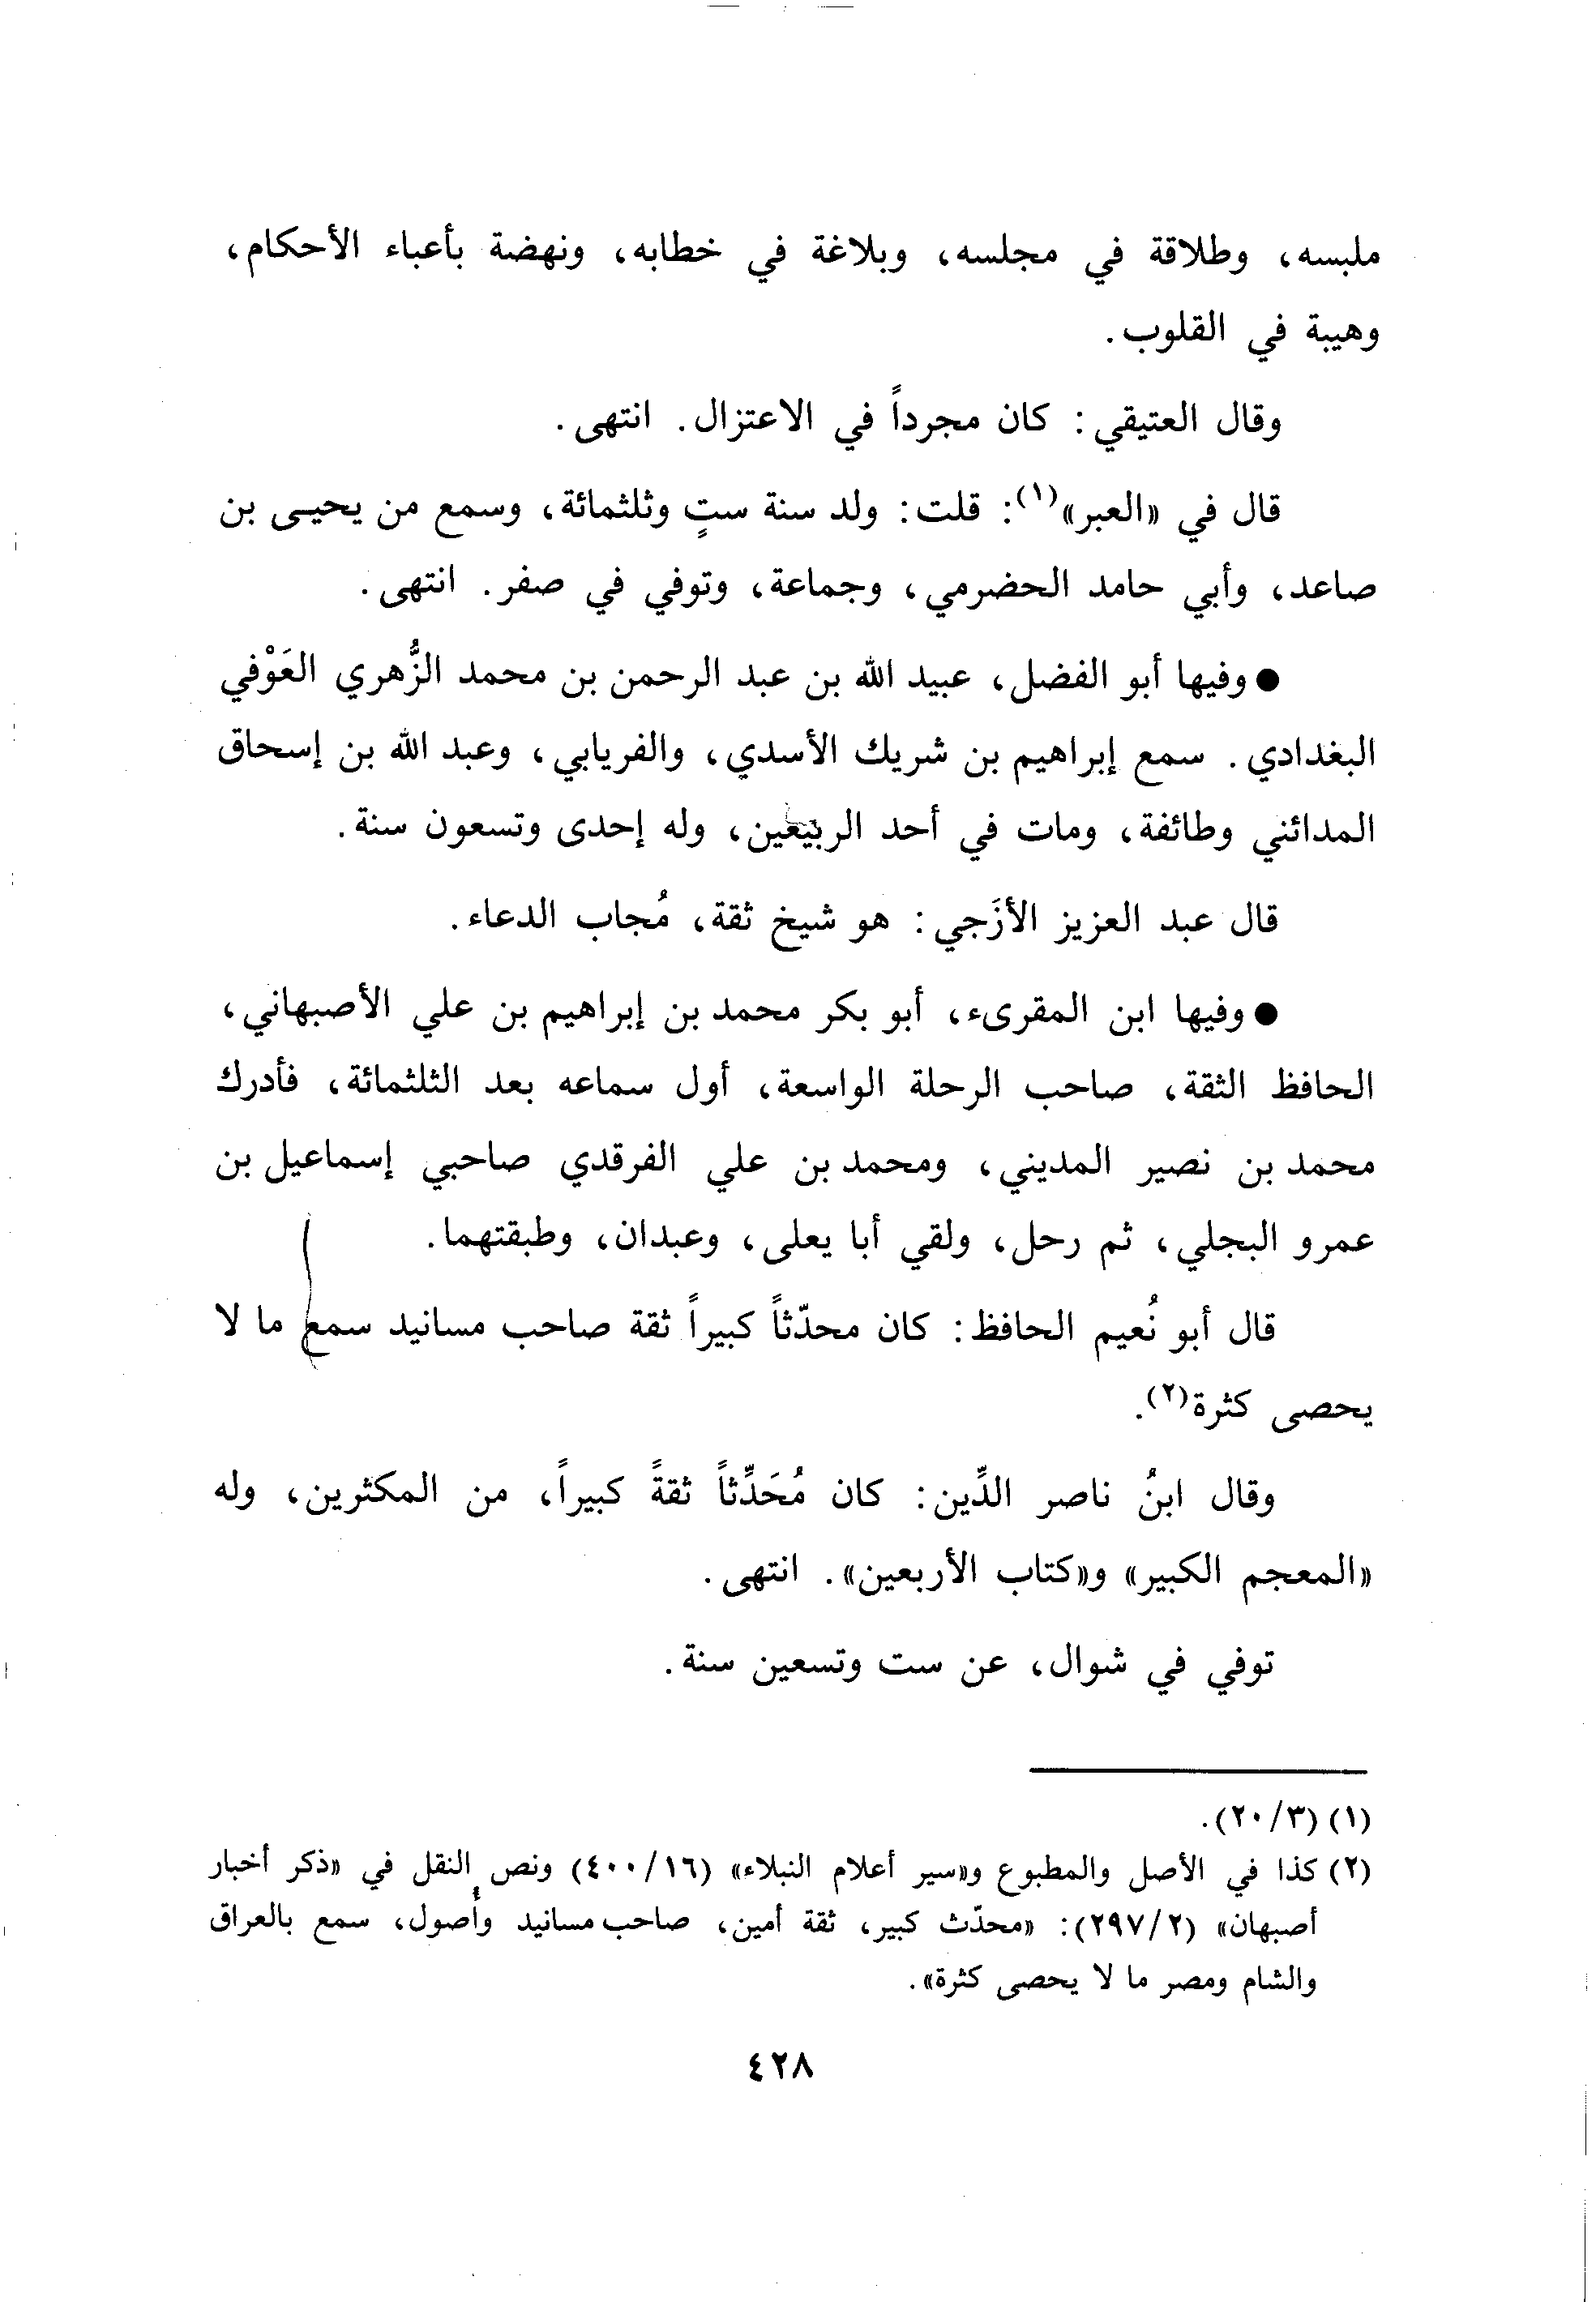 ملبسه، وطلاقة في مجلسه، وبلاغة في خطابه، ونهضة بأعباء الأحكام،
وهيبة في القلوب.
وقال العتيقي: كان مجرداً في الاعتزال. انتهى.
قال في «العبر»(١): قلت: ولد سنة ستٍ وثلثمائة، وسمع من يحيى بن
صاعد، وأبي حامد الحضرمي، وجماعة، وتوفي في صفر. انتهى.
● وفيها أبو الفضل، عبيد الله بن عبد الرحمن بن محمد الزُّهري العَوْفي
البغدادي. سمع إبراهيم بن شريك الأسدي، والفريابي، وعبد الله بن إسحاق
المدائني وطائفة، ومات في أحد الربيعين، وله إحدى وتسعون سنة.
قال عبد العزيز الأزَجي: هو شيخ ثقة، مُجاب الدعاء.
● وفيها ابن المقرىء، أبو بكر محمد بن إبراهيم بن علي الأصبهاني،
الحافظ الثقة، صاحب الرحلة الواسعة، أول سماعه بعد الثلثمائة، فأدرك
محمد بن نصير المديني، ومحمد بن علي الفرقدي صاحبي إسماعيل بن
عمرو البجلي، ثم رحل، ولقي أبا يعلى، وعبدان، وطبقتهما.
قال أبو نُعيم الحافظ: كان محدّثاً كبيراً ثقة صاحب مسانيد سمع ما لا
يحصى كثرة(٢).
وقال ابنُ ناصر الدِّين: كان مُحَدِّثاً ثقةً كبيراً، من المكثرين، وله
«المعجم الكبير» و«كتاب الأربعين». انتهى.
توفي في شوال، عن ست وتسعين سنة.
(١) (٢٠/٣).
(٢) كذا في الأصل والمطبوع و«سير أعلام النبلاء» (٤٠٠/١٦) ونص النقل في «ذكر أخبار
أصبهان» (٢٩٧/٢): «محدّث كبير، ثقة أمين، صاحب مسانيد وأُصول، سمع بالعراق
والشام ومصر ما لا يحصى كثرة».
٤٢٨